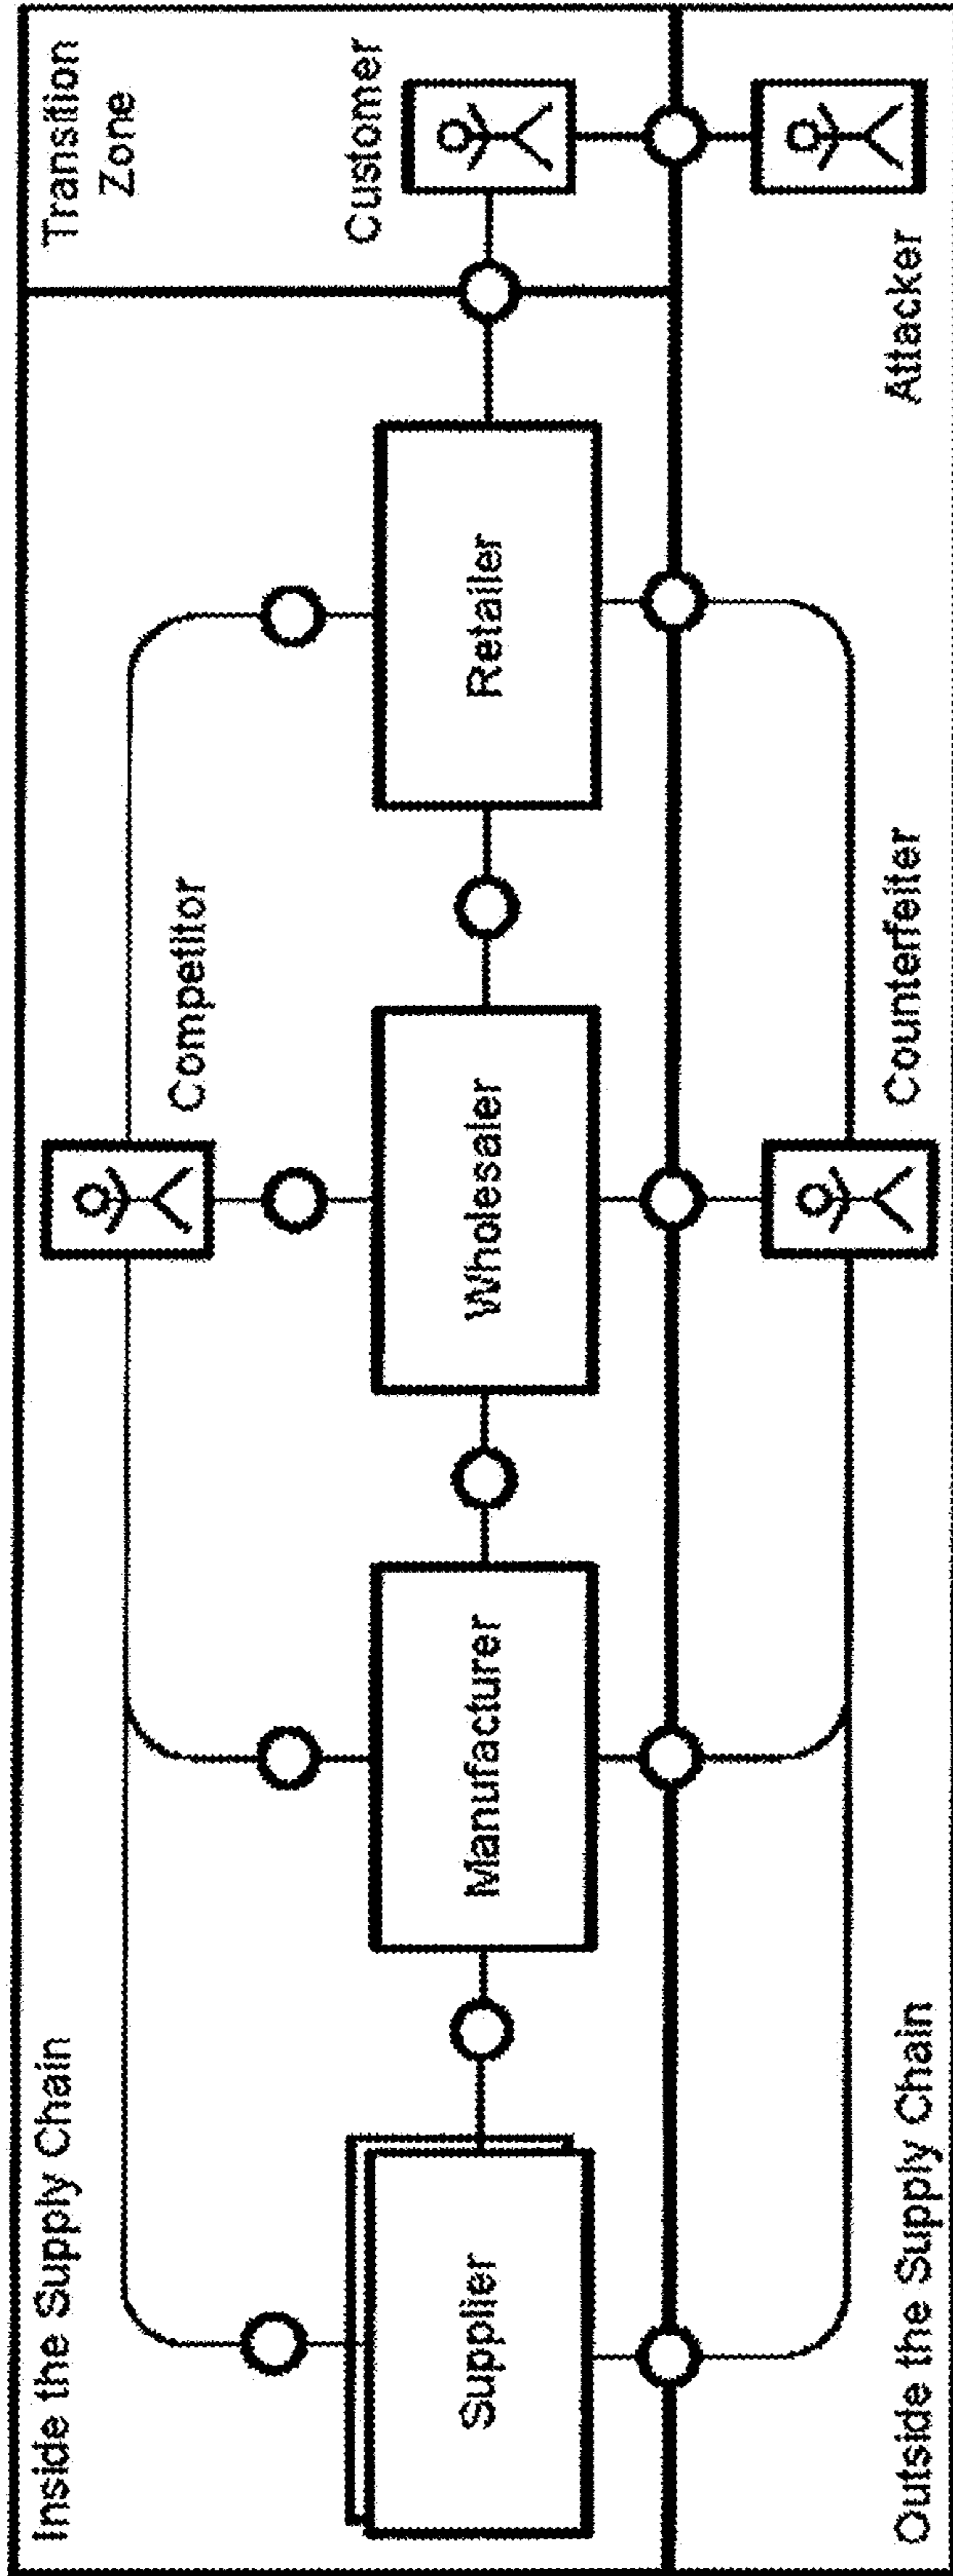 Inside the Supply Chain
Transition
Zone
Competitor
Customer
Supplier
Manufacturer
Wholesaler
Retailer
Counterfeiter
Attacker
Outside the Supply Chain